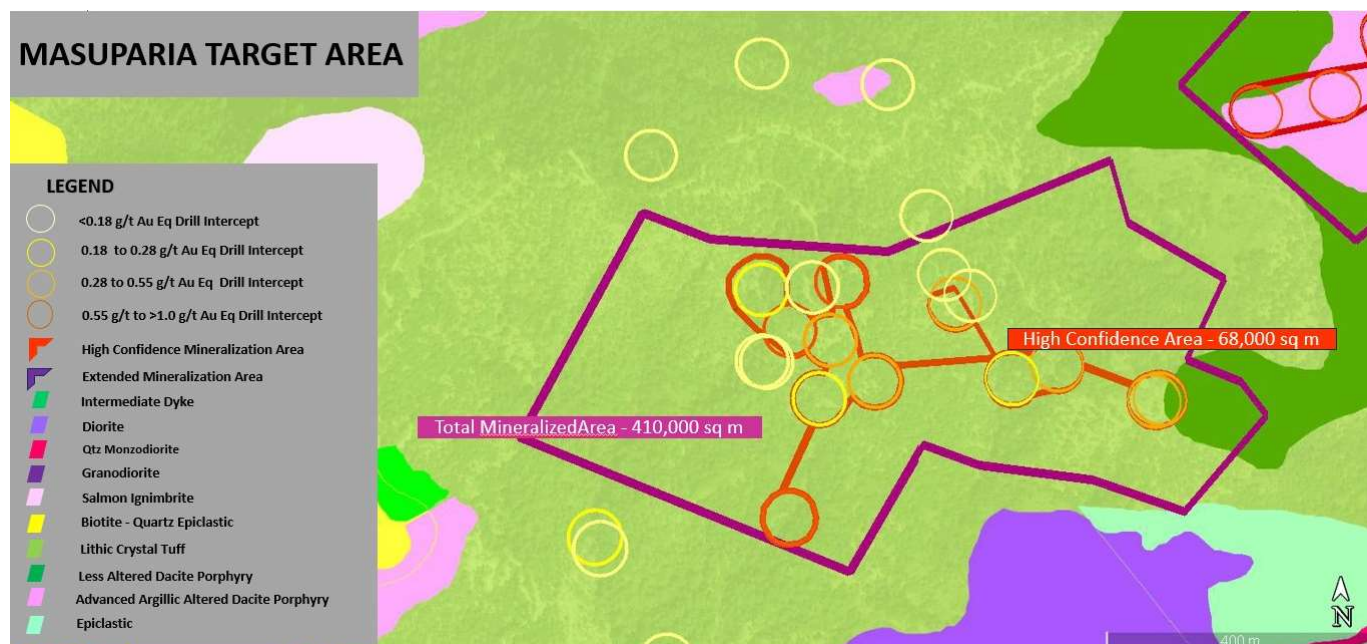 MASUPARIA TARGET AREA
LEGEND
<0.18 g/t Au Eq Drill Intercept
0.18 to 0.28 g/t Au Eq Drill Intercept
0.28 to 0.55 g/t Au Eq Drill Intercept
0.55 g/t to >1.0 g/t Au Eq Drill Intercept
High Confidence Mineralization Area
Extended Mineralization Area
Intermediate Dyke
Diorite
Qtz Monzodiorite
Granodiorite
Salmon Ignimbrite
Biotite - Quartz Epiclastic
Lithic Crystal Tuff
Less Altered Dacite Porphyry
Advanced Argillic Altered Dacite Porphyry
Epiclastic
High Confidence Area - 68,000 sq m
Total MineralizedArea - 410,000 sq m
N
400 m